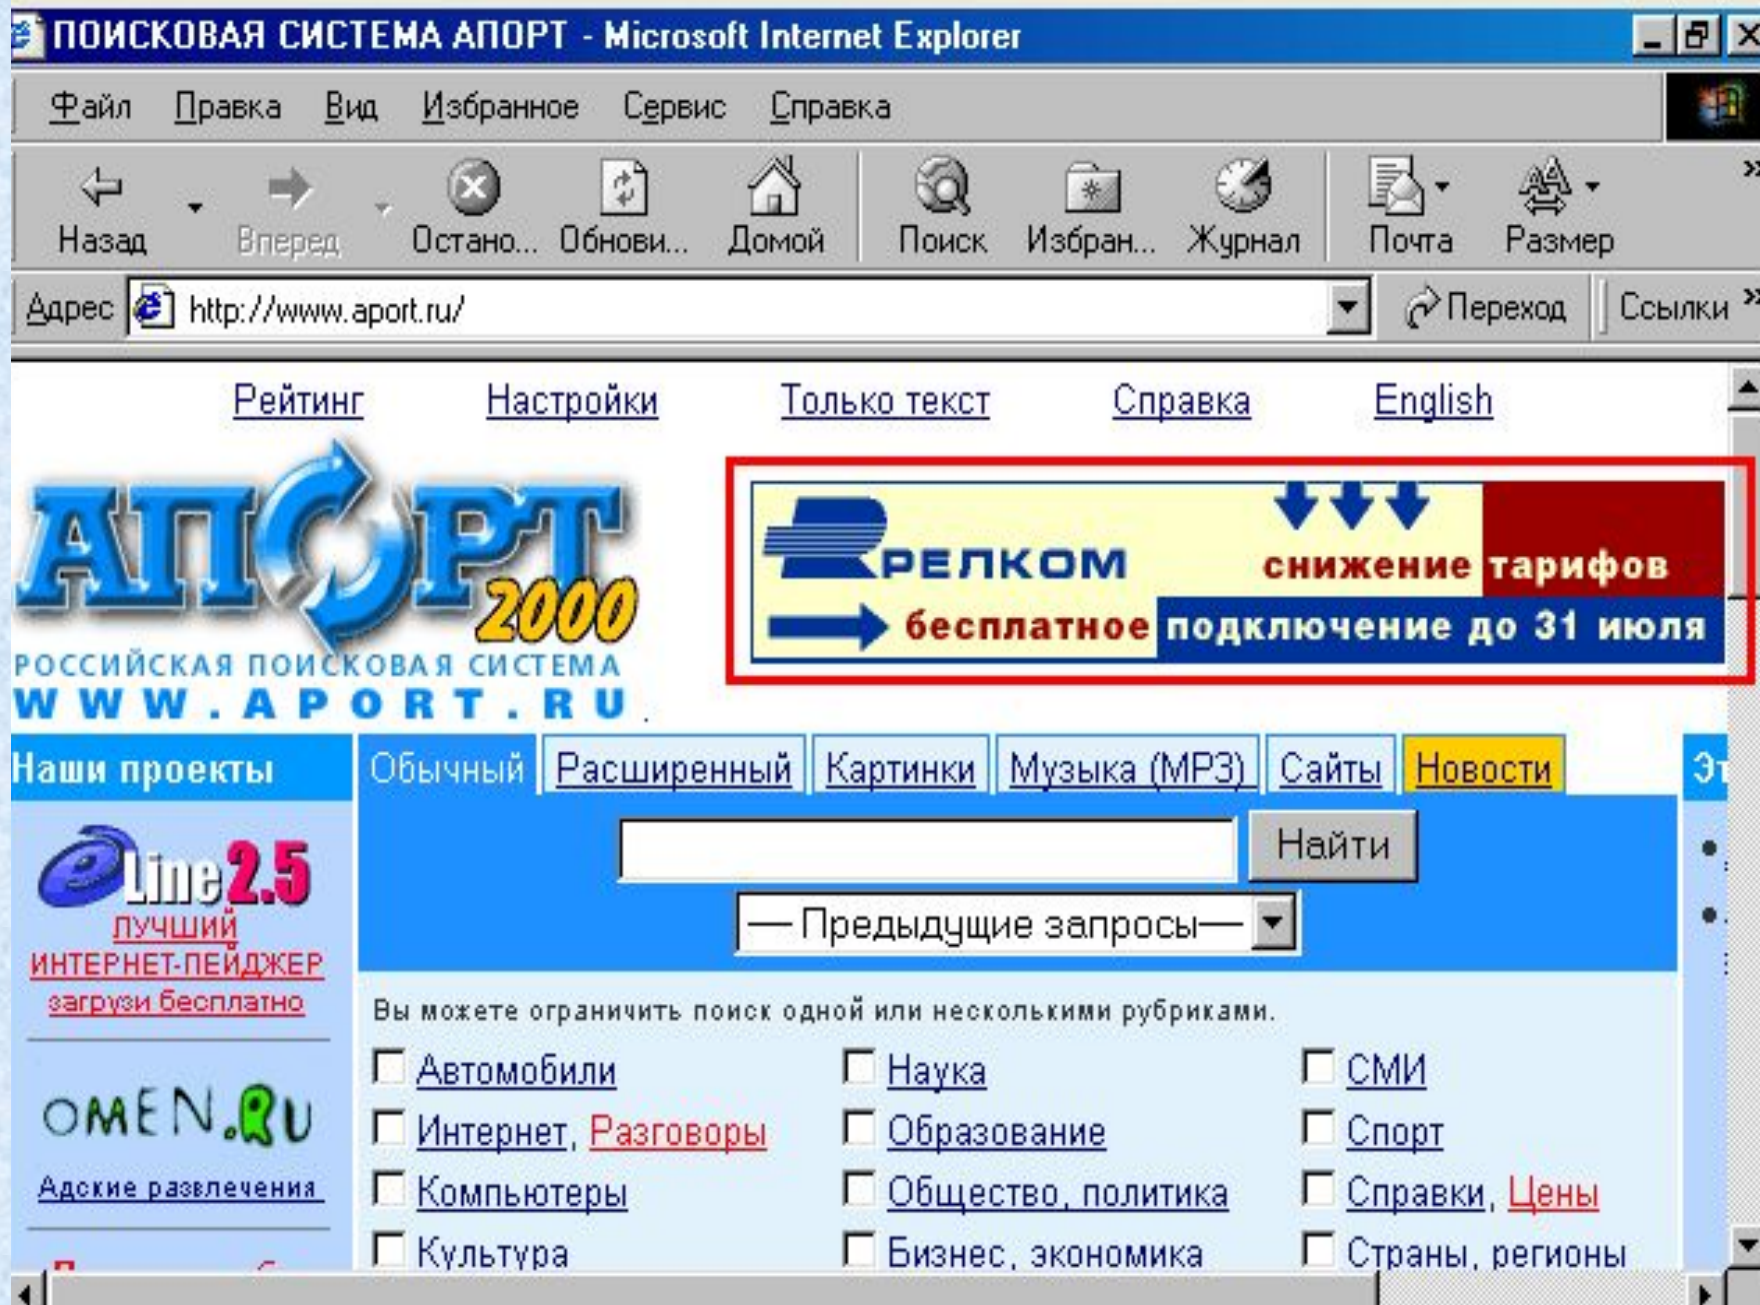 ПОИСКОВАЯ СИСТЕМА АПОРТ - Microsoft Internet Explorer
Файл Правка Вид Избранное Сервис Справка
Назад Вперед Остано... Обнови... Домой Поиск Избран... Журнал Почта Размер »
Адрес http://www.aport.ru/ Переход Ссылки »
Рейтинг Настройки Только текст Справка English
АПОРТ
2000
РОССИЙСКАЯ ПОИСКОВАЯ СИСТЕМА
WWW.APORT.RU
РЕЛКОМ снижение тарифов
бесплатное подключение до 31 июля
Наши проекты Обычный Расширенный Картинки Музыка (MP3) Сайты Новости
Найти
eLine2.5
— Предыдущие запросы—
ЛУЧШИЙ
ИНТЕРНЕТ-ПЕЙДЖЕР
загрузи бесплатно
Вы можете ограничить поиск одной или несколькими рубриками.
Автомобили Наука СМИ
OMEN.RU
Интернет, Разговоры Образование Спорт
Адские развлечения
Компьютеры Общество, политика Справки, Цены
Культура Бизнес, экономика Страны, регионы